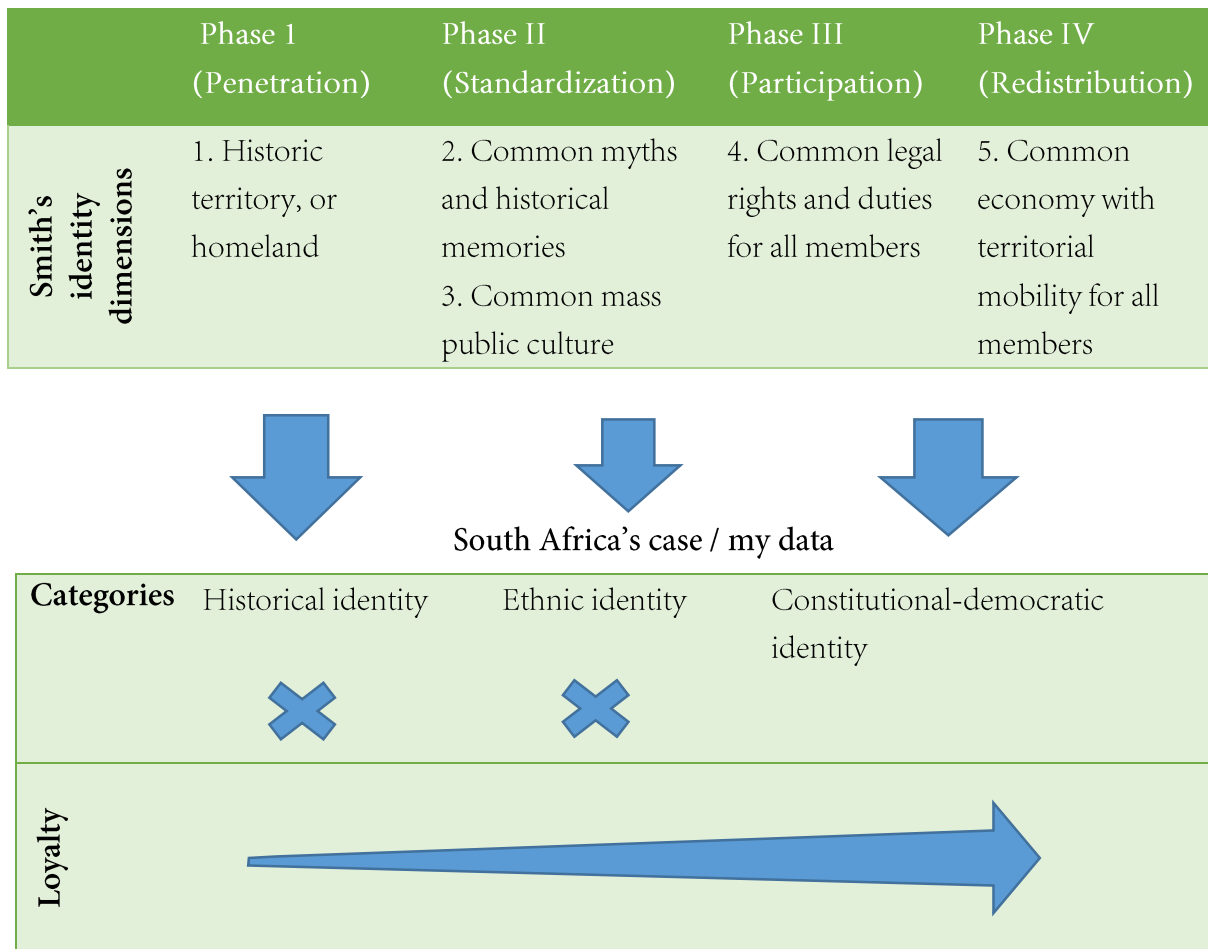 Phase 1
(Penetration)
Phase II
(Standardization)
Phase III
(Participation)
Phase IV
(Redistribution)
Smith’s
identity
dimensions
1. Historic
territory, or
homeland
2. Common myths
and historical
memories
3. Common mass
public culture
4. Common legal
rights and duties
for all members
5. Common
economy with
territorial
mobility for all
members
South Africa’s case / my data
Categories
Historical identity
Ethnic identity
Constitutional-democratic
identity
Loyalty